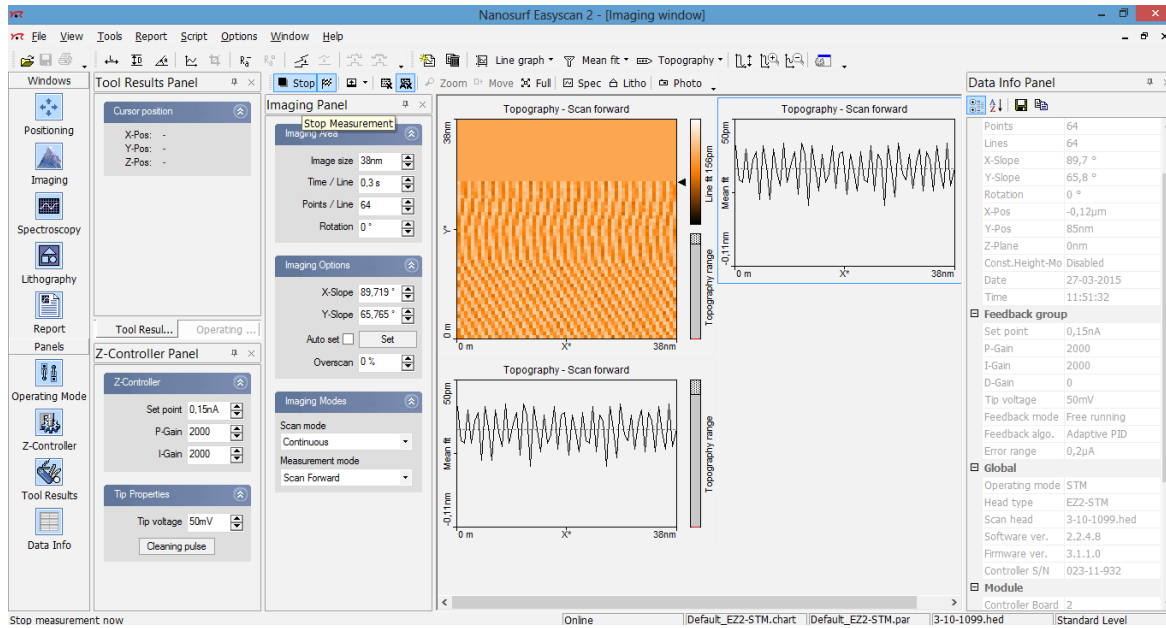 Nanosurf Easyscan 2 - [Imaging window]
File View Tools Report Script Options Window Help
Line graph Mean fit Topography
Windows
Positioning
Imaging
Spectroscopy
Lithography
Report
Panels
Operating Mode
Z-Controller
Tool Results
Data Info
Tool Results Panel
Cursor position
X-Pos: -
Y-Pos: -
Z-Pos: -
Tool Resul... Operating ...
Z-Controller Panel
Z-Controller
Set point 0,15nA
P-Gain 2000
I-Gain 2000
Tip Properties
Tip voltage 50mV
Cleaning pulse
Stop Zoom Move Full Spec Litho Photo
Imaging Panel
Stop Measurement
Imaging Area
Image size 38nm
Time / Line 0,3 s
Points / Line 64
Rotation 0 °
Imaging Options
X-Slope 89,719 °
Y-Slope 65,765 °
Auto set Set
Overscan 0 %
Imaging Modes
Scan mode
Continuous
Measurement mode
Scan Forward
Topography - Scan forward
38nm
Y*
0 m
0 m X* 38nm
Line fit 156pm
Topography range
Topography - Scan forward
50pm
Mean fit
-0,11nm
0 m X* 38nm
Topography - Scan forward
50pm
Mean fit
-0,11nm
0 m X* 38nm
Topography range
Data Info Panel
Points 64
Lines 64
X-Slope 89,7 °
Y-Slope 65,8 °
Rotation 0 °
X-Pos -0,12µm
Y-Pos 85nm
Z-Plane 0nm
Const.Height-Mo Disabled
Date 27-03-2015
Time 11:51:32
Feedback group
Set point 0,15nA
P-Gain 2000
I-Gain 2000
D-Gain 0
Tip voltage 50mV
Feedback mode Free running
Feedback algo. Adaptive PID
Error range 0,2µA
Global
Operating mode STM
Head type EZ2-STM
Scan head 3-10-1099.hed
Software ver. 2.2.4.8
Firmware ver. 3.1.1.0
Controller S/N 023-11-932
Module
Controller Board 2
Stop measurement now Online Default_EZ2-STM.chart Default_EZ2-STM.par 3-10-1099.hed Standard Level